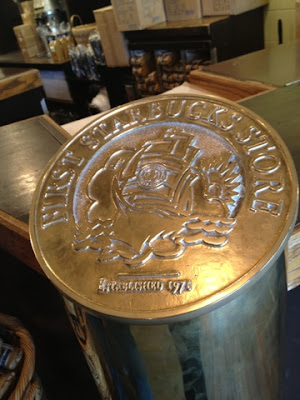 FIRST STARBUCKS STORE
ESTABLISHED 1971